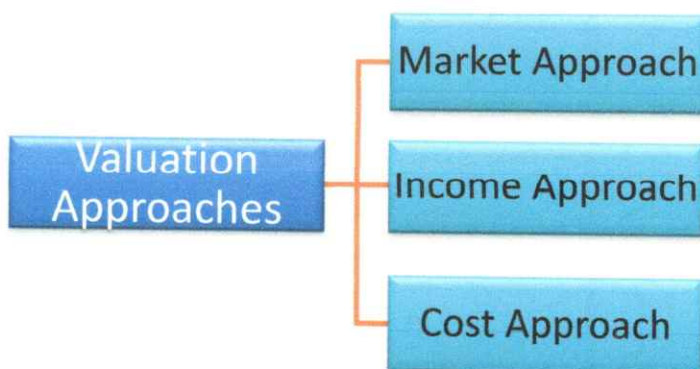 Valuation
Approaches
Market Approach
Income Approach
Cost Approach